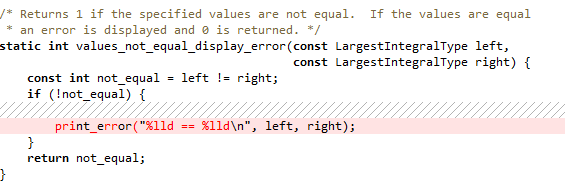 /* Returns 1 if the specified values are not equal.  If the values are equal
 * an error is displayed and 0 is returned. */
static int values_not_equal_display_error(const LargestIntegralType left,
                                          const LargestIntegralType right) {
    const int not_equal = left != right;
    if (!not_equal) {
        print_error("%lld == %lld\n", left, right);
    }
    return not_equal;
}